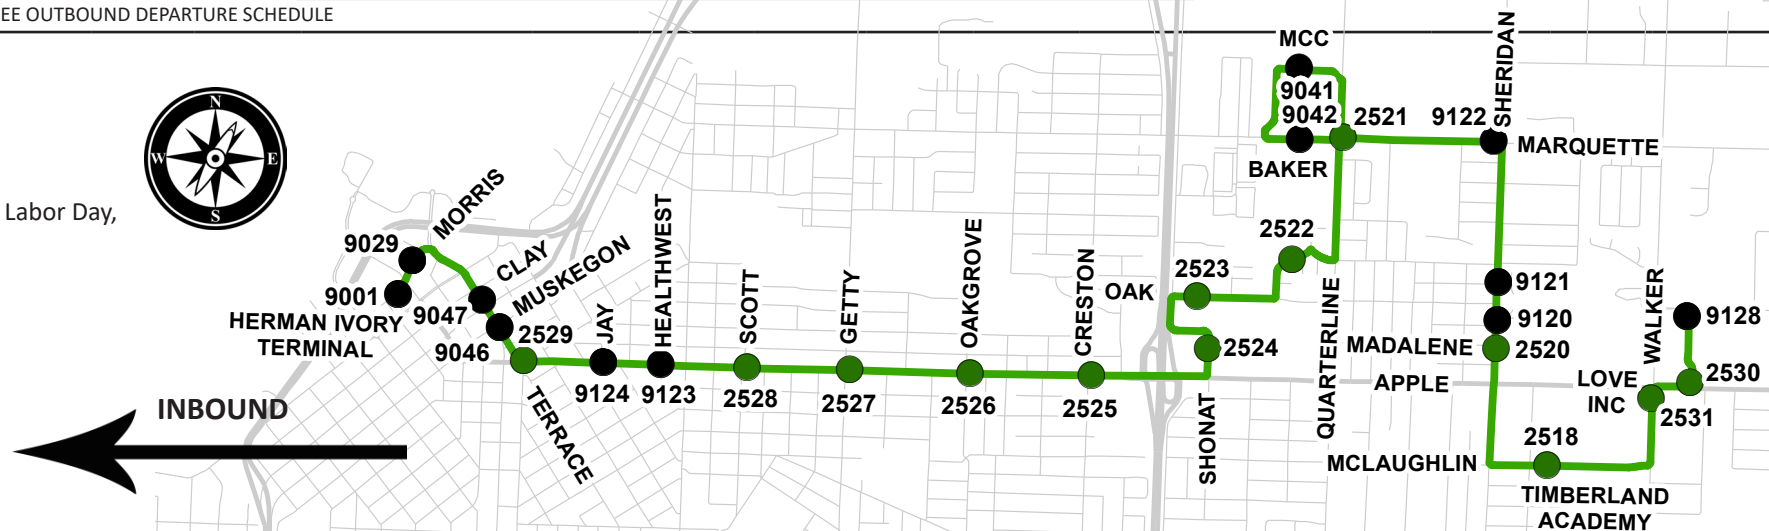 EE OUTBOUND DEPARTURE SCHEDULE
Labor Day,
N
W
E
S
INBOUND
MCC
9041
9042
BAKER
2521
9122
SHERIDAN
MARQUETTE
2522
2523
OAK
2524
QUARTERLINE
9121
9120
MADALENE
2520
APPLE
WALKER
9128
LOVE
INC
2530
2531
2518
MCLAUGHLIN
TIMBERLAND
ACADEMY
SHONAT
CRESTON
2525
OAKGROVE
2526
GETTY
2527
SCOTT
2528
HEALTHWEST
9123
JAY
9124
2529
TERRACE
MUSKEGON
9046
CLAY
9047
MORRIS
9029
9001
HERMAN IVORY
TERMINAL